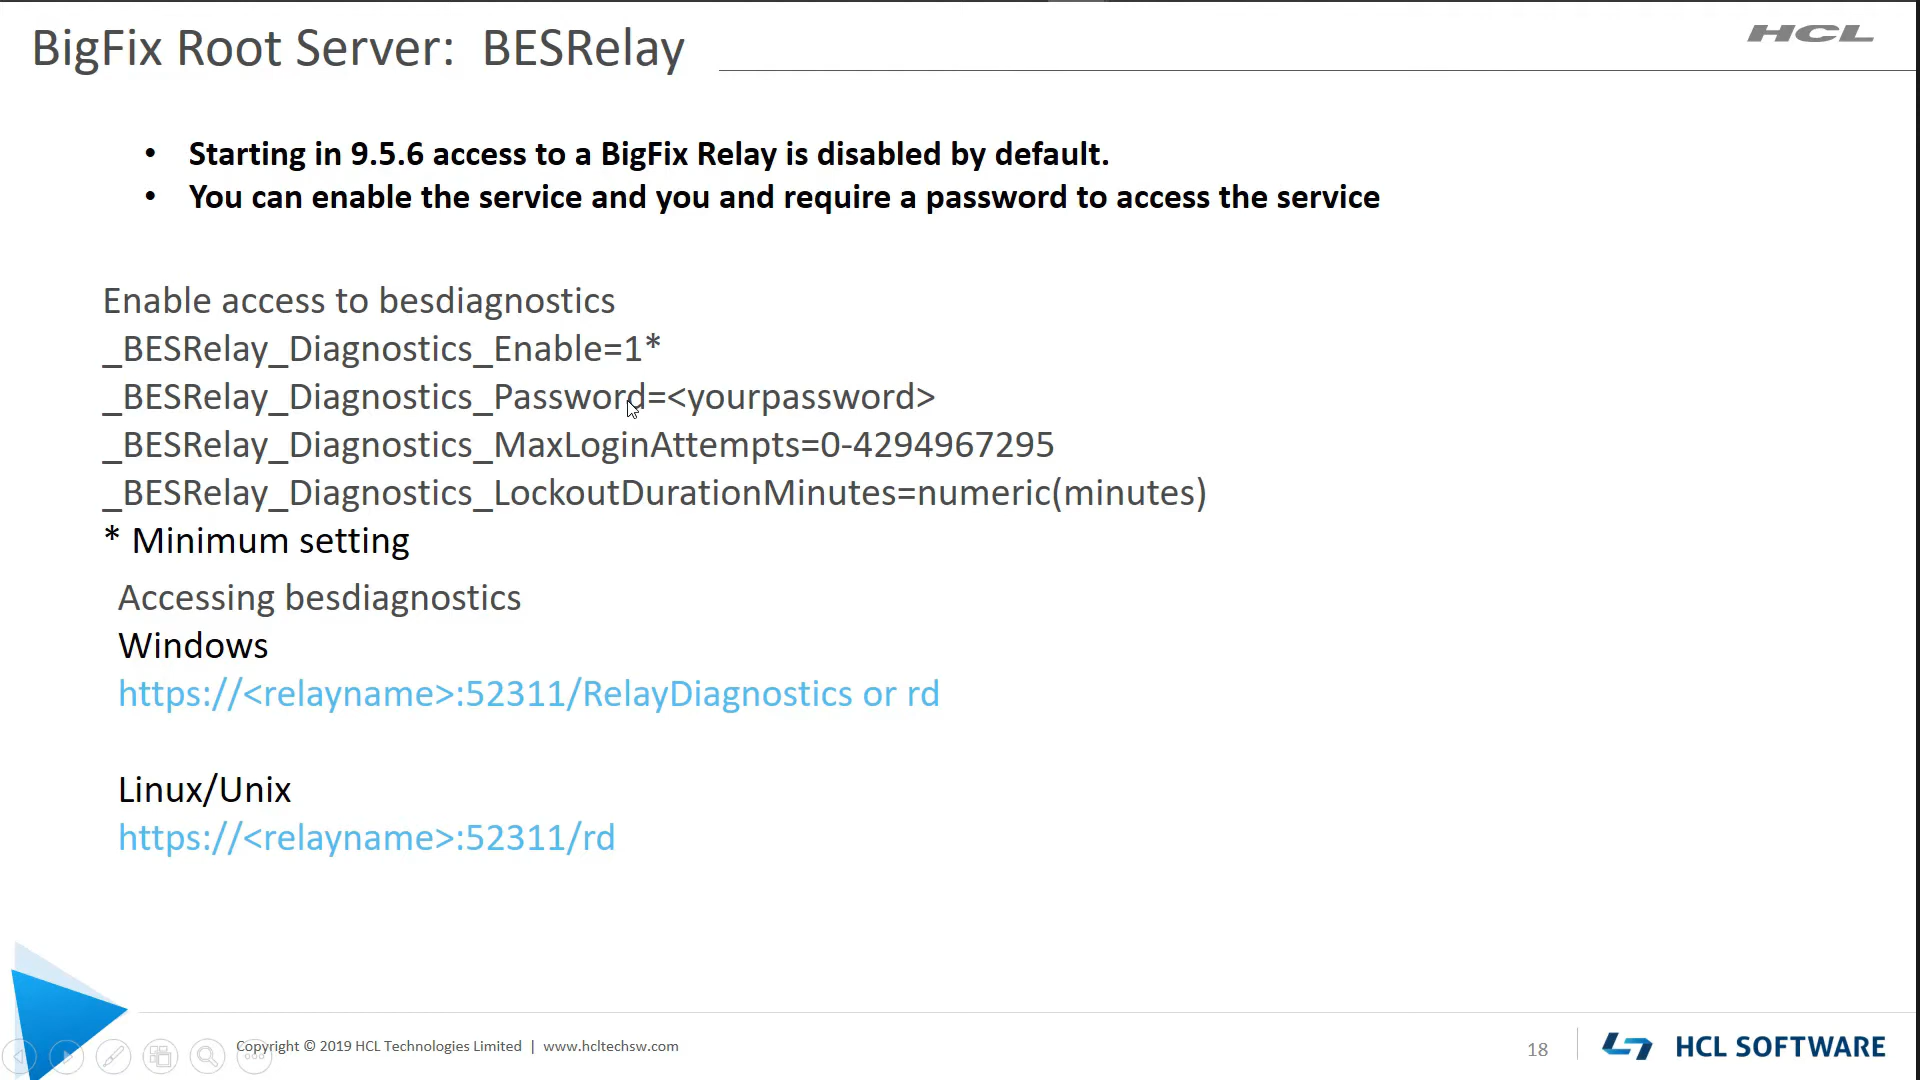 BigFix Root Server: BESRelay
HCL
• Starting in 9.5.6 access to a BigFix Relay is disabled by default.
• You can enable the service and you and require a password to access the service
Enable access to besdiagnostics
_BESRelay_Diagnostics_Enable=1*
_BESRelay_Diagnostics_Password=<yourpassword>
_BESRelay_Diagnostics_MaxLoginAttempts=0-4294967295
_BESRelay_Diagnostics_LockoutDurationMinutes=numeric(minutes)
* Minimum setting
Accessing besdiagnostics
Windows
https://<relayname>:52311/RelayDiagnostics or rd
Linux/Unix
https://<relayname>:52311/rd
Copyright © 2019 HCL Technologies Limited | www.hcltechsw.com
18
HCL SOFTWARE